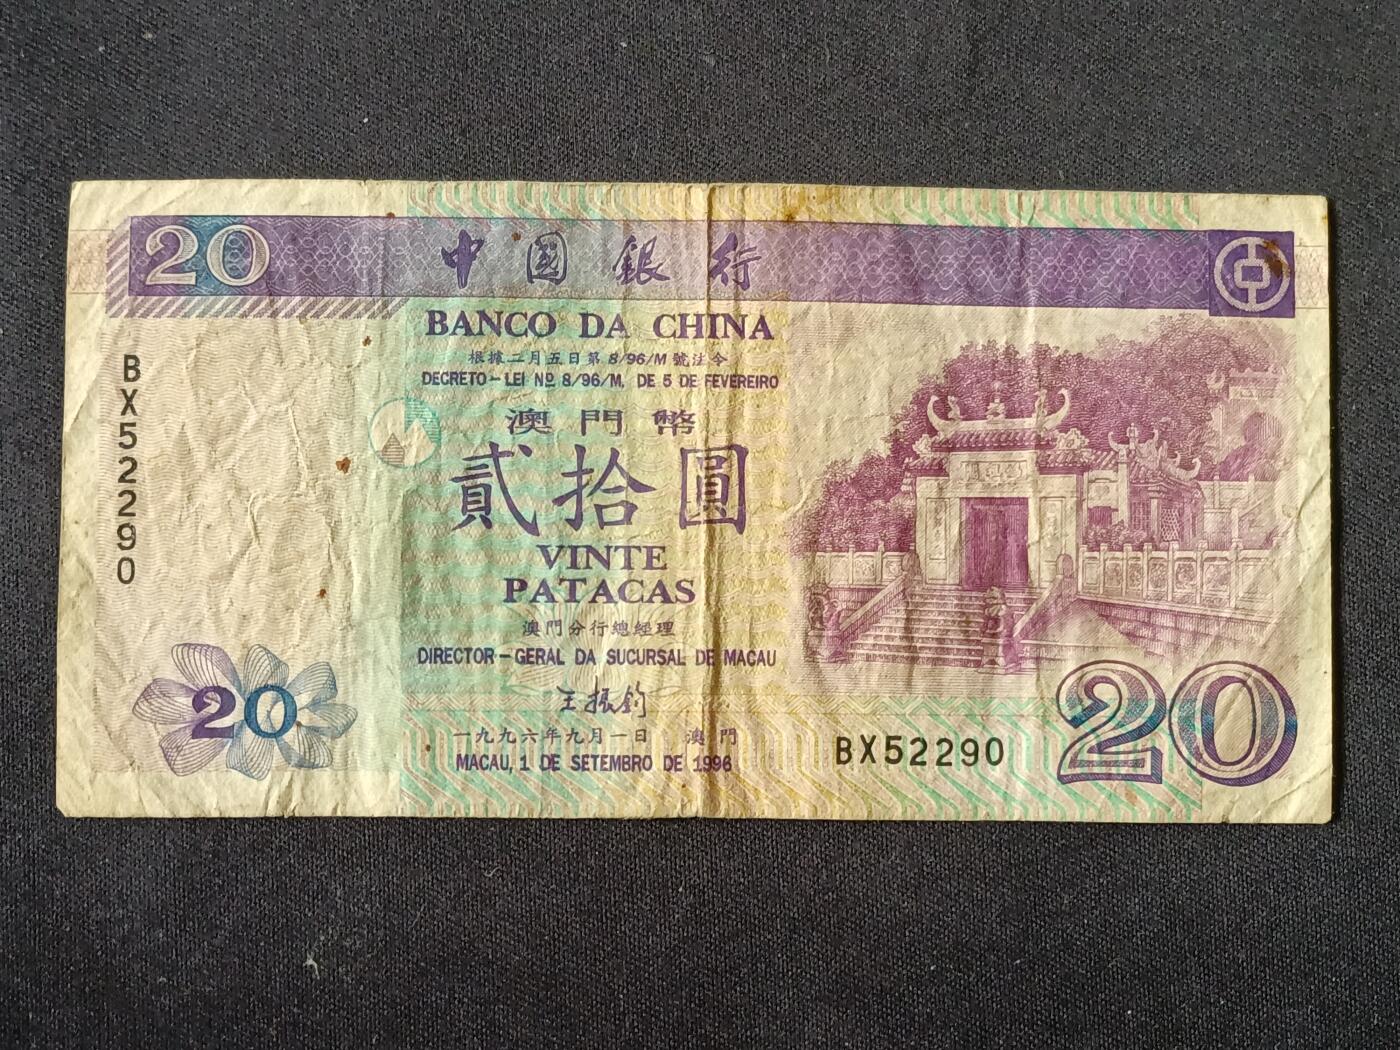 20
中國銀行
BANCO DA CHINA
根據二月五日第 8/96/M 號法令
DECRETO-LEI Nº 8/96/M, DE 5 DE FEVEREIRO
澳門幣
貳拾圓
VINTE
PATACAS
澳門分行總經理
DIRECTOR-GERAL DA SUCURSAL DE MACAU
王振鈞
一九九六年九月一日 澳門
MACAU, 1 DE SETEMBRO DE 1996
BX52290
20
BX52290
20